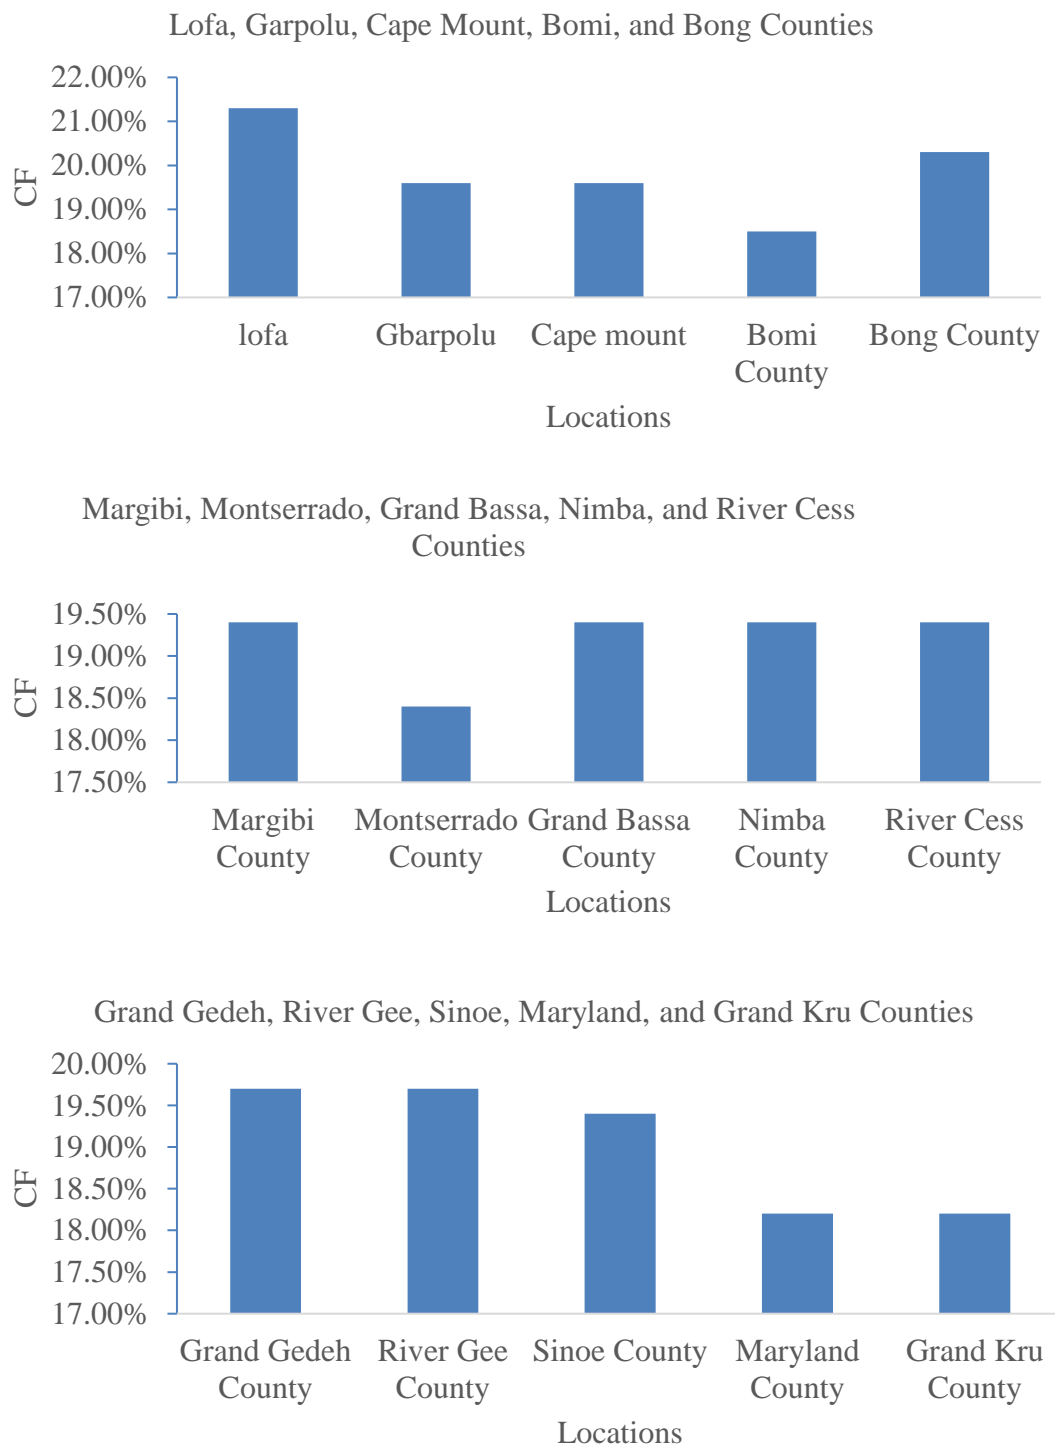 Lofa, Garpolu, Cape Mount, Bomi, and Bong Counties
22.00%
21.00%
20.00%
19.00%
18.00%
17.00%
CF
lofa Gbarpolu Cape mount Bomi Bong County
County
Locations
Margibi, Montserrado, Grand Bassa, Nimba, and River Cess
Counties
19.50%
19.00%
18.50%
18.00%
17.50%
CF
Margibi Montserrado Grand Bassa Nimba River Cess
County County County County County
Locations
Grand Gedeh, River Gee, Sinoe, Maryland, and Grand Kru Counties
20.00%
19.50%
19.00%
18.50%
18.00%
17.50%
17.00%
CF
Grand Gedeh River Gee Sinoe County Maryland Grand Kru
County County County County
Locations